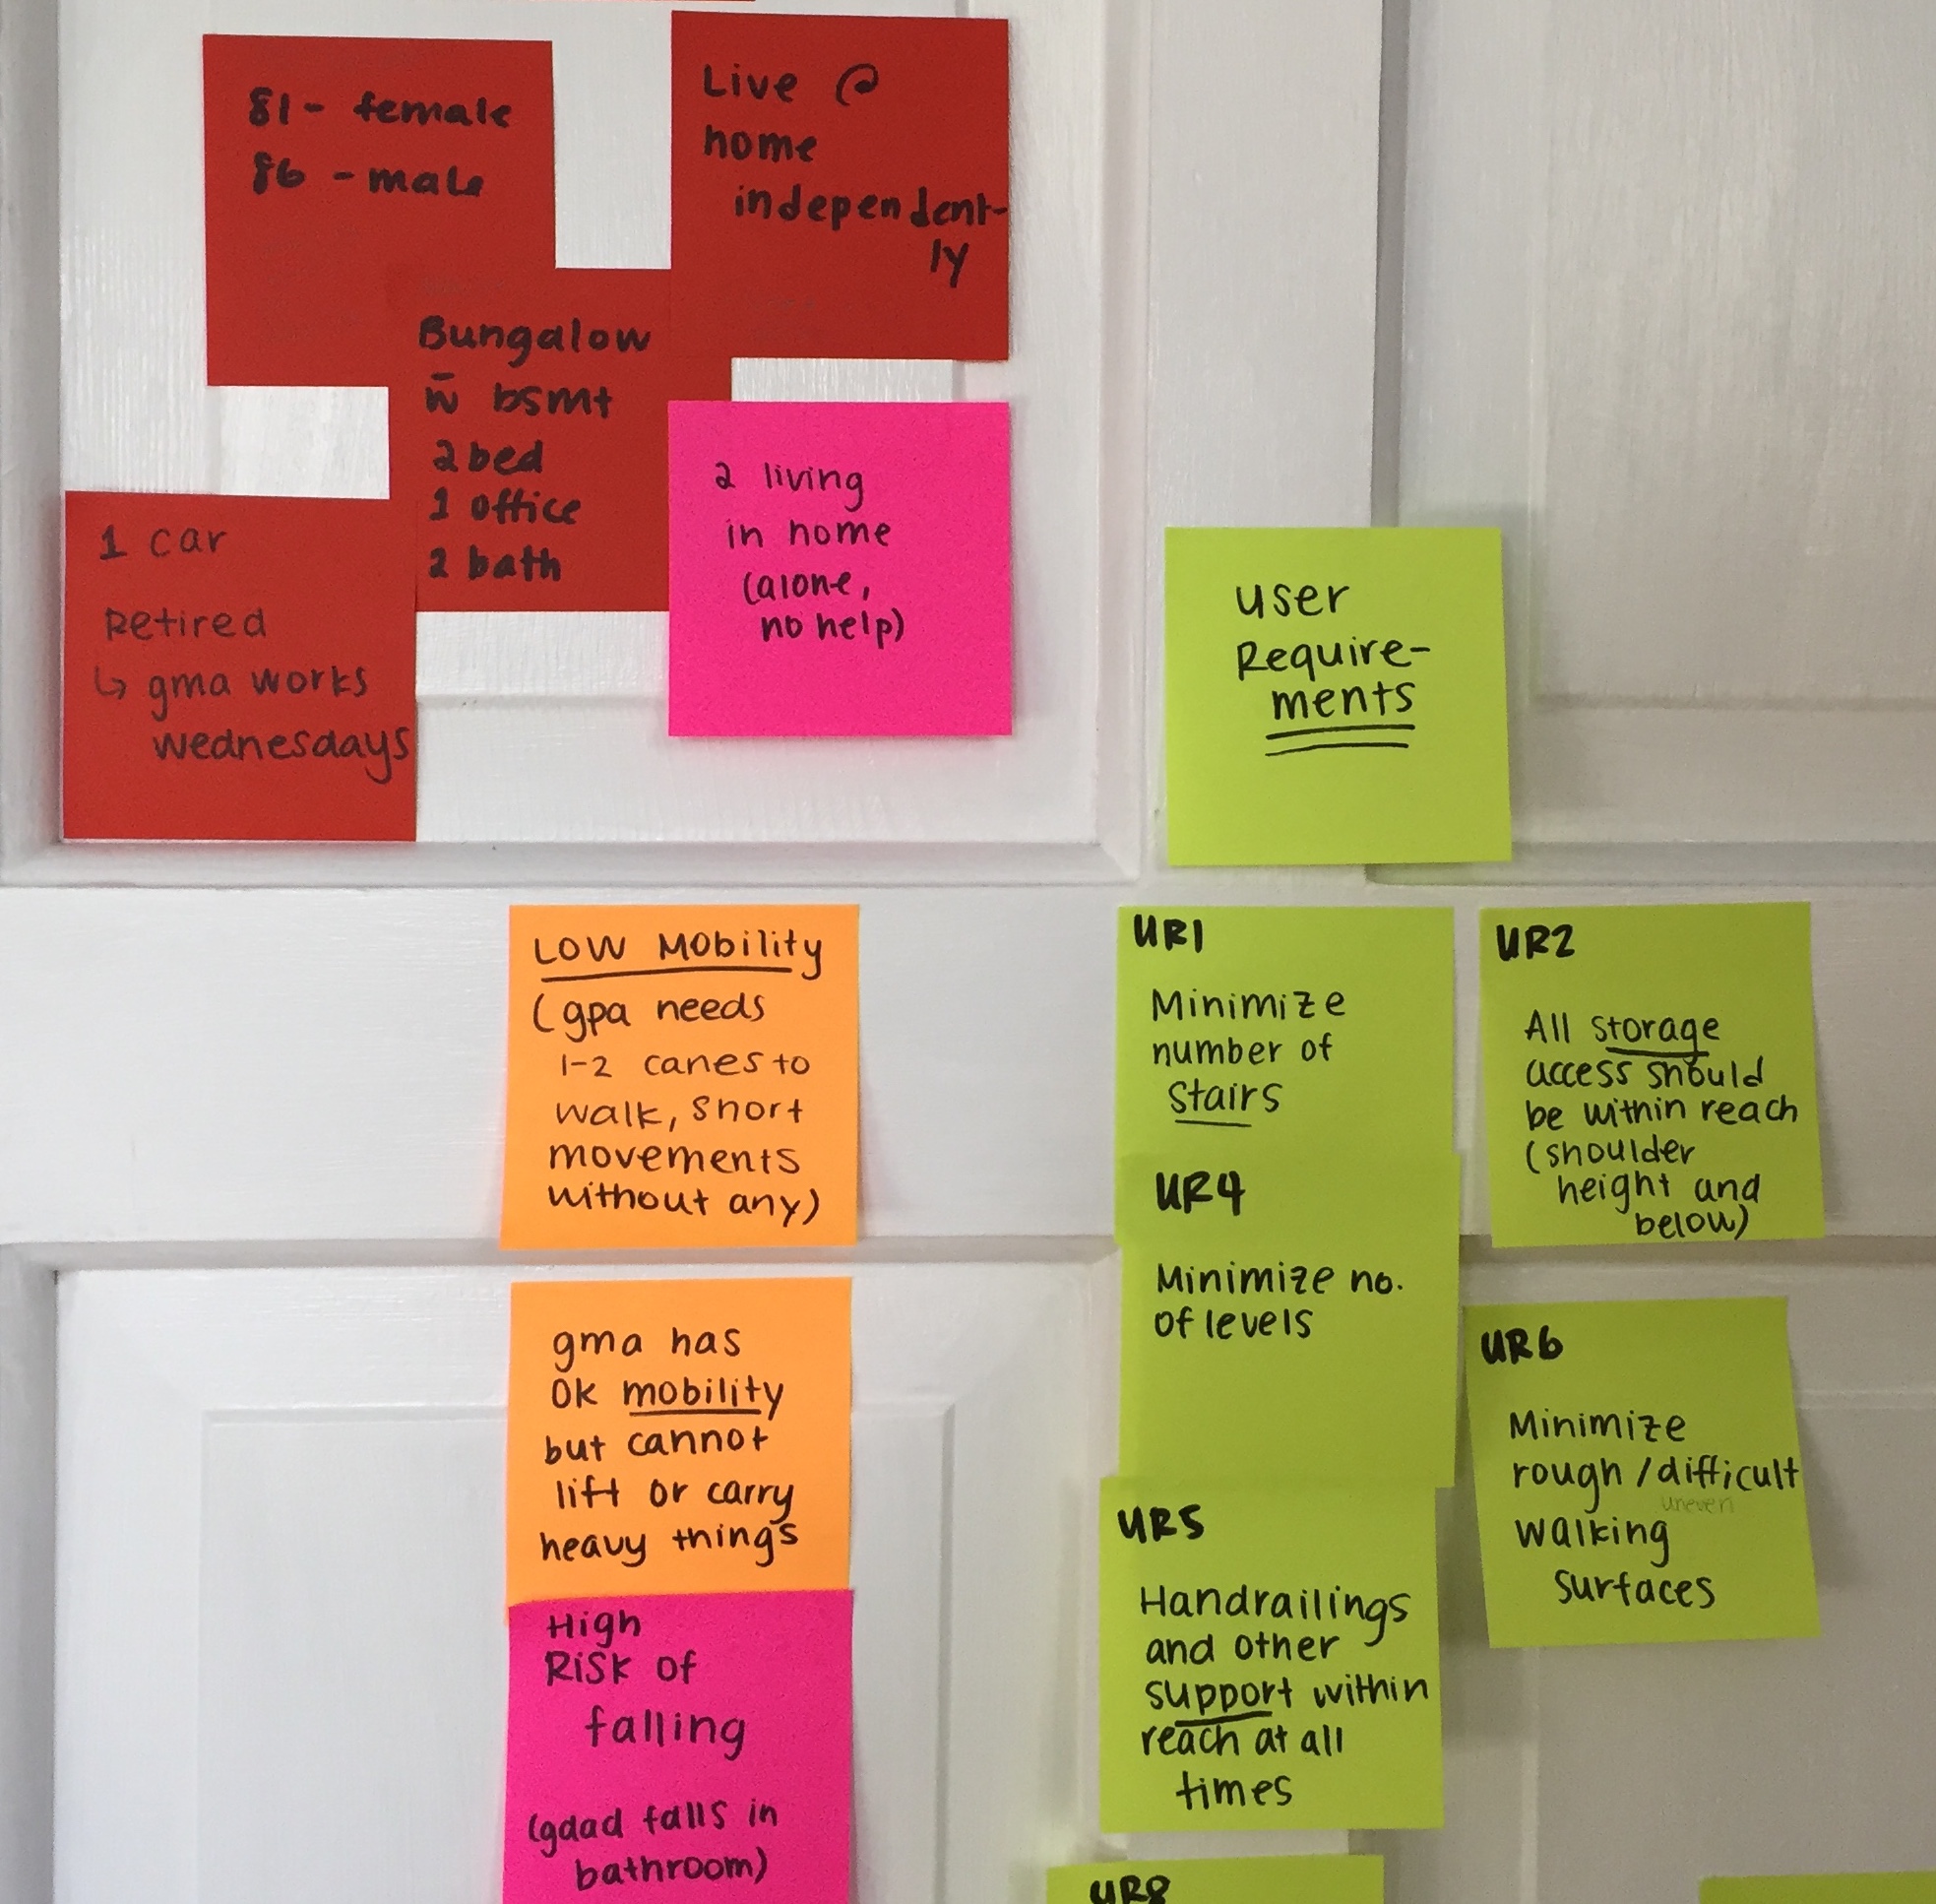 81- female
86 - male
Live @
home
independent-
ly
Bungalow
w̄ bsmt
2 bed
1 office
2 bath
1 car
Retired
↳ gma works
wednesdays
2 living
in home
(alone,
no help)
user
Require-
ments
LOW MObility
(gpa needs
1-2 canes to
walk, short
movements
without any)
gma has
OK mobility
but cannot
lift or carry
heavy things
High
Risk of
falling
(gdad falls in
bathroom)
UR1
Minimize
number of
stairs
UR2
All storage
access should
be within reach
(shoulder
height and
below)
UR4
Minimize no.
of levels
UR6
Minimize
rough / difficult
uneven
walking
surfaces
UR5
Handrailings
and other
support within
reach at all
times
UR8